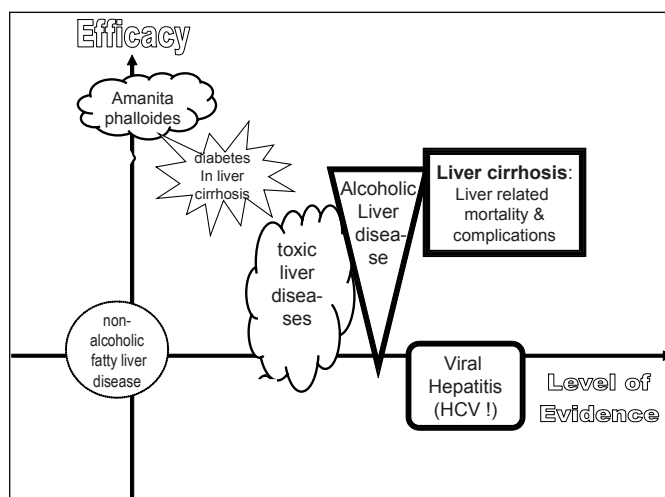 Efficacy
Amanita
phalloides
diabetes
In liver
cirrhosis
Alcoholic
Liver
disea-
se
Liver cirrhosis:
Liver related
mortality &
complications
toxic
liver
disea-
ses
non-
alcoholic
fatty liver
disease
Viral
Hepatitis
(HCV !)
Level of
Evidence